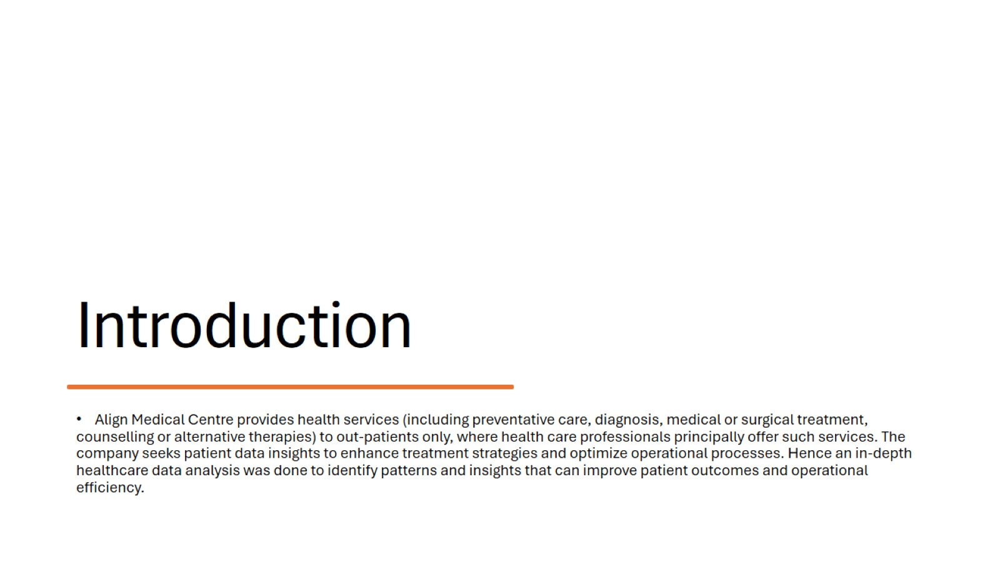 Introduction
• Align Medical Centre provides health services (including preventative care, diagnosis, medical or surgical treatment,
counselling or alternative therapies) to out-patients only, where health care professionals principally offer such services. The
company seeks patient data insights to enhance treatment strategies and optimize operational processes. Hence an in-depth
healthcare data analysis was done to identify patterns and insights that can improve patient outcomes and operational
efficiency.